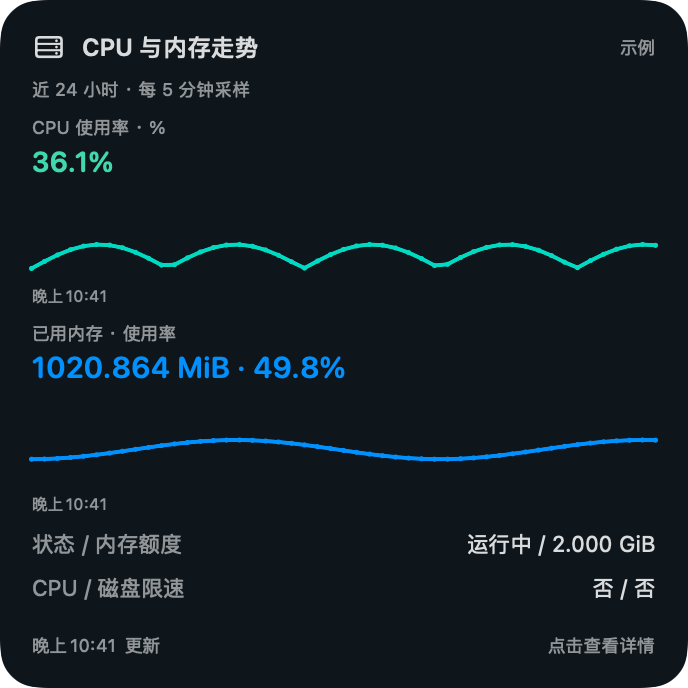 CPU 与内存走势 示例
近 24 小时 · 每 5 分钟采样
CPU 使用率 · %
36.1%
晚上10:41
已用内存 · 使用率
1020.864 MiB · 49.8%
晚上10:41
状态 / 内存额度 运行中 / 2.000 GiB
CPU / 磁盘限速 否 / 否
晚上10:41 更新 点击查看详情